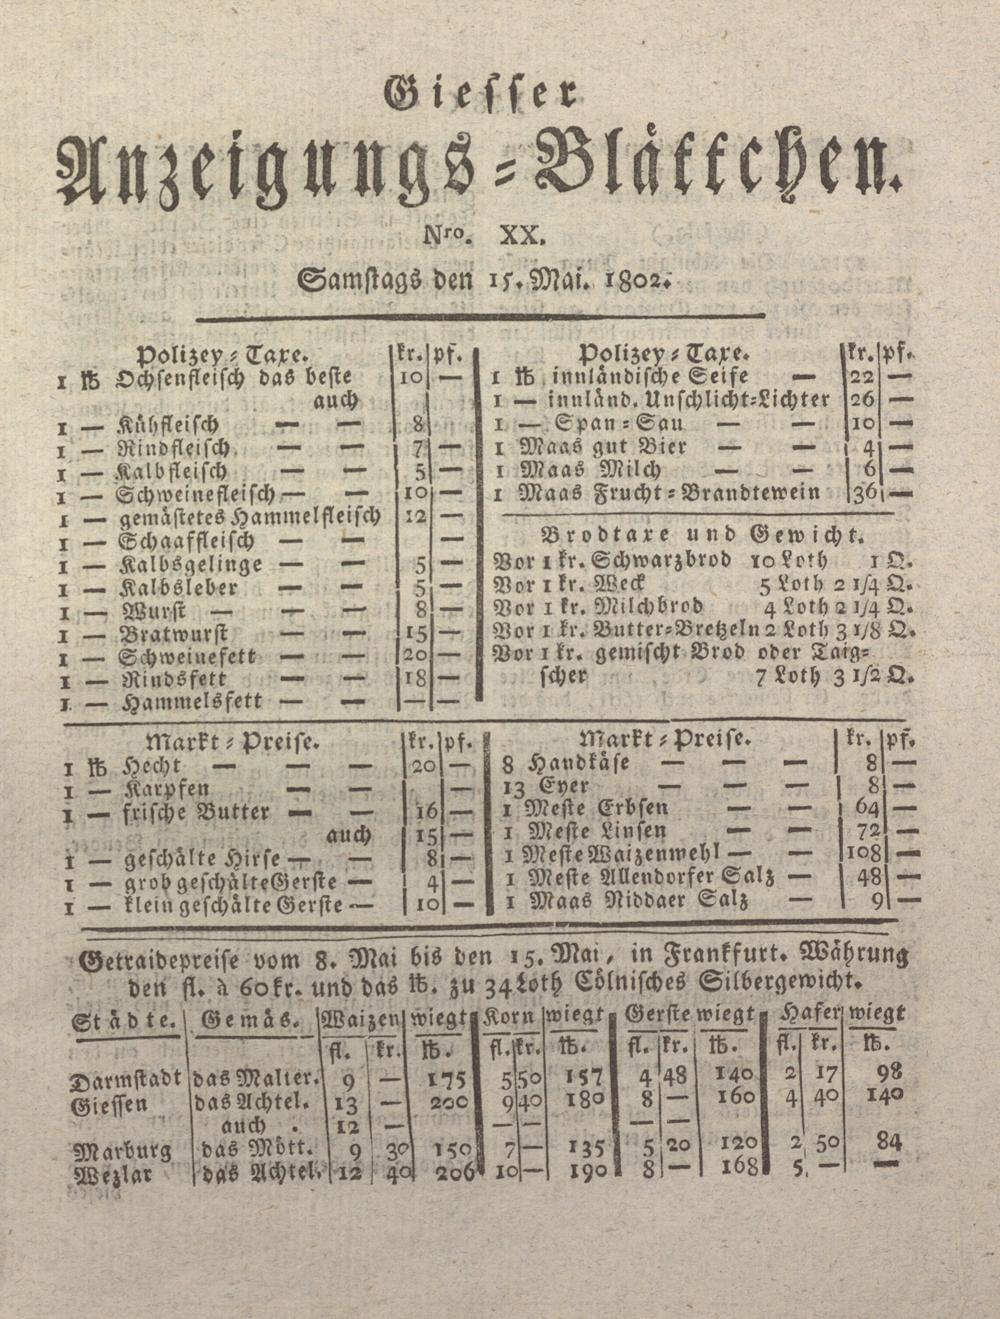 Giesser
Anzeigungs-Blättchen.
Nro. XX.
Samstags den 15. Mai. 1802.
Polizey-Taxe. kr. pf.
1 ℔ Ochsenfleisch das beste 10 —
auch
1 — Kühfleisch — — 8
1 — Rindfleisch — — 7 —
1 — Kalbfleisch — — 5 —
1 — Schweinefleisch — — 10 —
1 — gemästetes Hammelfleisch 12 —
1 — Schaaffleisch — — —
1 — Kalbsgelinge — — 5 —
1 — Kalbsleber — — 5 —
1 — Wurst — — — 8 —
1 — Bratwurst — — 15 —
1 — Schweinefett — — 20 —
1 — Rindsfett — — 18 —
1 — Hammelsfett — — — —
Polizey-Taxe. kr. pf.
1 ℔ innländische Seife — 22 —
1 — innländ. Unschlicht-Lichter 26 —
1 — Span-Sau — — 10 —
1 Maas gut Bier — — 4 —
1 Maas Milch — — 6 —
1 Maas Frucht-Brandtewein 36 —
Brodtaxe und Gewicht.
Vor 1 kr. Schwarzbrod 10 Loth 1 Q.
Vor 1 kr. Weck 5 Loth 2 1/4 Q.
Vor 1 kr. Milchbrod 4 Loth 2 1/4 Q.
Vor 1 kr. Butter-Bretzeln 2 Loth 3 1/8 Q.
Vor 1 kr. gemischt Brod oder Taig-
scher 7 Loth 3 1/2 Q.
Markt-Preise. kr. pf.
1 ℔ Hecht — — — 20 —
1 — Karpfen — — —
1 — frische Butter — — 16 —
auch 15 —
1 — geschälte Hirse — — 8 —
1 — grob geschälte Gerste — 4 —
1 — klein geschälte Gerste — 10 —
Markt-Preise. kr. pf.
8 Handkäse — — — 8 —
13 Eyer — — — 8 —
1 Meste Erbsen — — 64 —
1 Meste Linsen — — 72 —
1 Meste Waizenmehl — — 108 —
1 Meste Allendorfer Salz — 48 —
1 Maas Niddaer Salz — 9 —
Getraidepreise vom 8. Mai bis den 15. Mai, in Frankfurt. Währung
den fl. à 60 kr. und das ℔. zu 34 Loth Cölnisches Silbergewicht.
Städte. Gemäs. Waizen wiegt Korn wiegt Gerste wiegt Hafer wiegt
fl. kr. ℔. fl. kr. ℔. fl. kr. ℔. fl. kr. ℔.
Darmstadt das Malter. 9 — 175 5 50 157 4 48 140 2 17 98
Giessen das Achtel. 13 — 200 9 40 180 8 — 160 4 40 140
auch . 12 — — — — —
Marburg das Mött. 9 30 150 7 — 135 5 20 120 2 50 84
Wezlar das Achtel. 12 40 206 10 — 190 8 — 168 5. — —